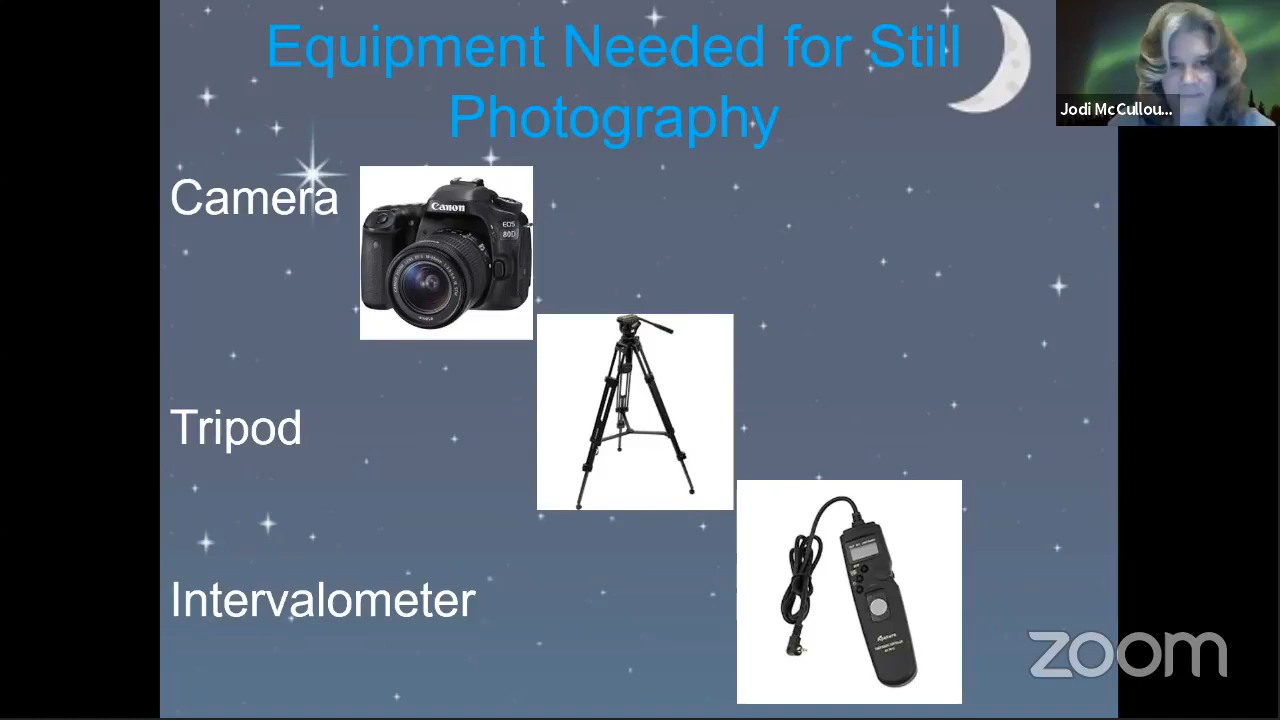 Equipment Needed for Still
Photography
Jodi McCullou...
Camera
Canon
EOS
80D
Tripod
Intervalometer
zoom